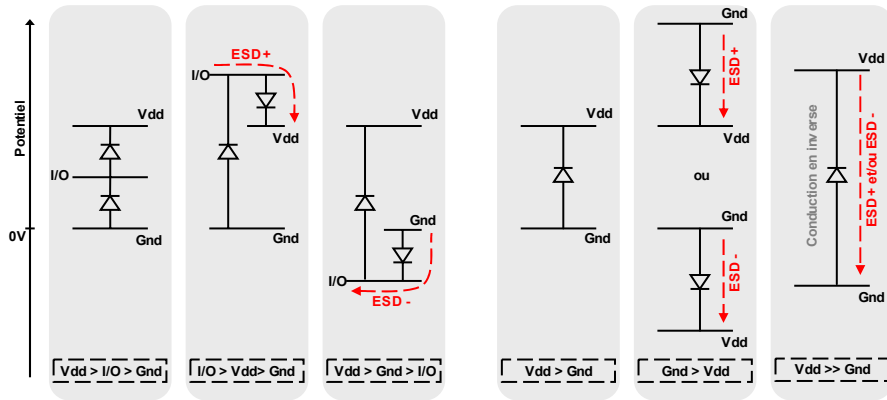 Potentiel
0V
Vdd
I/O
Gnd
Vdd > I/O > Gnd
ESD+
I/O
Vdd
Gnd
I/O > Vdd> Gnd
Vdd
Gnd
I/O
ESD -
Vdd > Gnd > I/O
Vdd
Gnd
Vdd > Gnd
Gnd
ESD+
Vdd
ou
Gnd
ESD -
Vdd
Gnd > Vdd
Vdd
Conduction en inverse
ESD+ et/ou ESD -
Gnd
Vdd >> Gnd